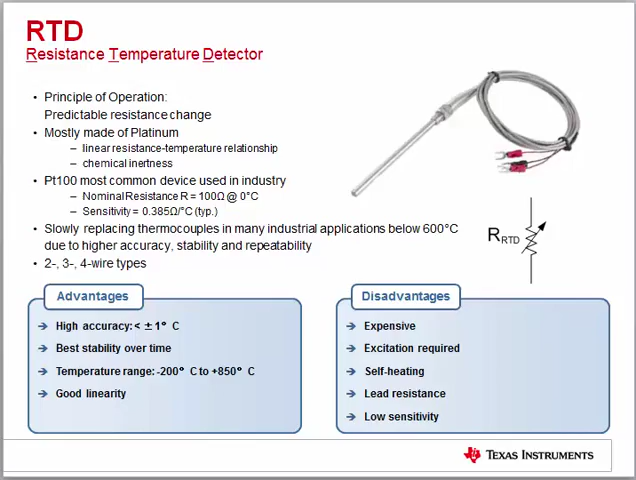 RTD
Resistance Temperature Detector
• Principle of Operation:
Predictable resistance change
• Mostly made of Platinum
– linear resistance-temperature relationship
– chemical inertness
• Pt100 most common device used in industry
– Nominal Resistance R = 100Ω @ 0°C
– Sensitivity = 0.385Ω/°C (typ.)
• Slowly replacing thermocouples in many industrial applications below 600°C
due to higher accuracy, stability and repeatability
• 2-, 3-, 4-wire types
R RTD
Advantages
➔ High accuracy: < ± 1° C
➔ Best stability over time
➔ Temperature range: -200° C to +850° C
➔ Good linearity
Disadvantages
➔ Expensive
➔ Excitation required
➔ Self-heating
➔ Lead resistance
➔ Low sensitivity
TEXAS INSTRUMENTS